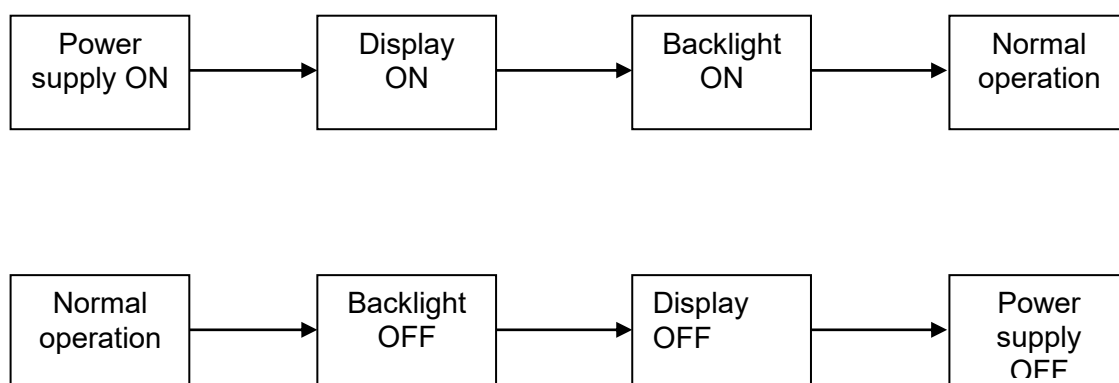 Power
supply ON
Display
ON
Backlight
ON
Normal
operation
Normal
operation
Backlight
OFF
Display
OFF
Power
supply
OFF